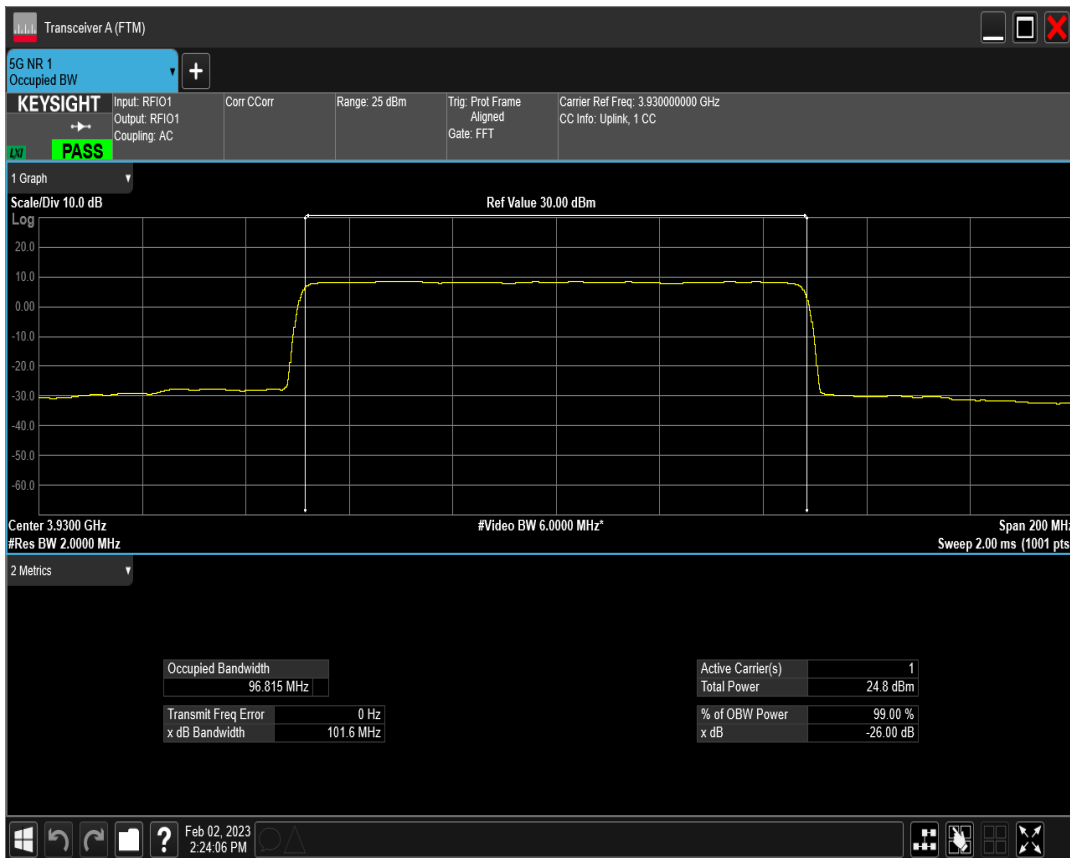 Transceiver A (FTM)
5G NR 1
Occupied BW
+
KEYSIGHT
LXI
PASS
Input: RFIO1
Output: RFIO1
Coupling: AC
Corr CCorr
Range: 25 dBm
Trig: Prot Frame
Aligned
Gate: FFT
Carrier Ref Freq: 3.930000000 GHz
CC Info: Uplink, 1 CC
1 Graph
Scale/Div 10.0 dB
Ref Value 30.00 dBm
Log
20.0
10.0
0.00
-10.0
-20.0
-30.0
-40.0
-50.0
-60.0
Center 3.9300 GHz
#Video BW 6.0000 MHz*
Span 200 MHz
#Res BW 2.0000 MHz
Sweep 2.00 ms (1001 pts
2 Metrics
Occupied Bandwidth
96.815 MHz
Transmit Freq Error 0 Hz
x dB Bandwidth 101.6 MHz
Active Carrier(s) 1
Total Power 24.8 dBm
% of OBW Power 99.00 %
x dB -26.00 dB
?
Feb 02, 2023
2:24:06 PM